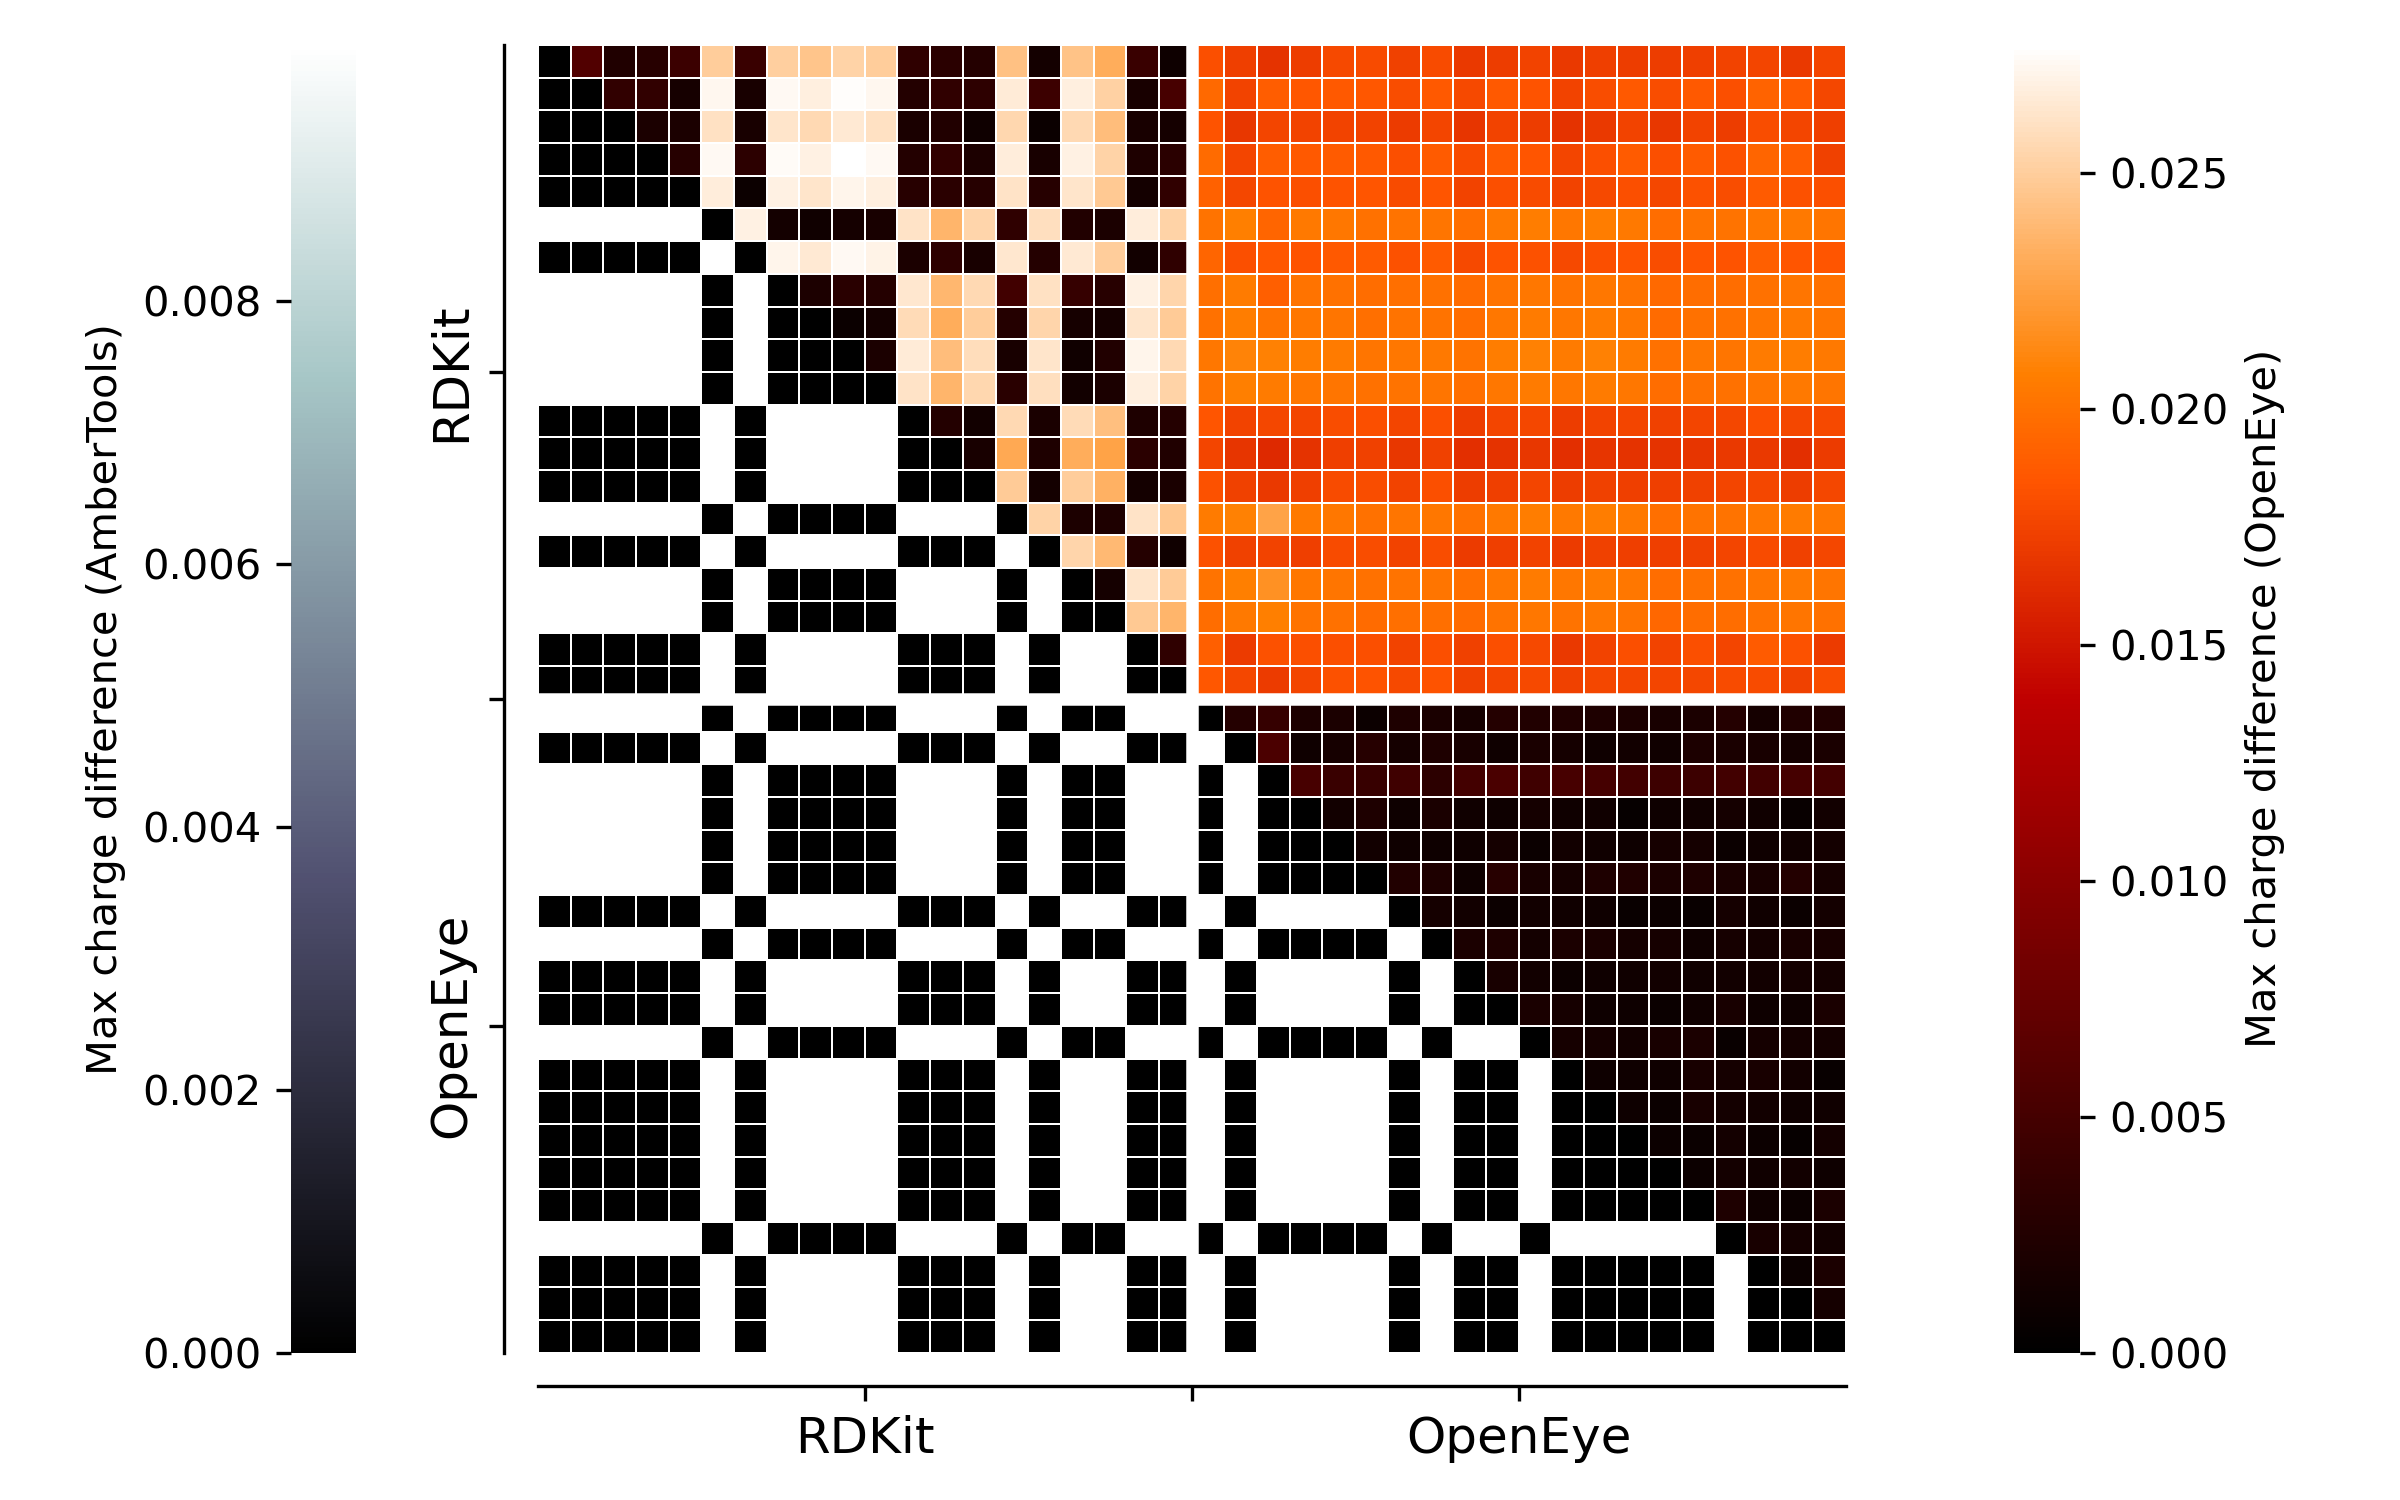 Max charge difference (AmberTools)
0.008
0.006
0.004
0.002
0.000
RDKit
OpenEye
RDKit
OpenEye
0.025
0.020
0.015
0.010
0.005
0.000
Max charge difference (OpenEye)